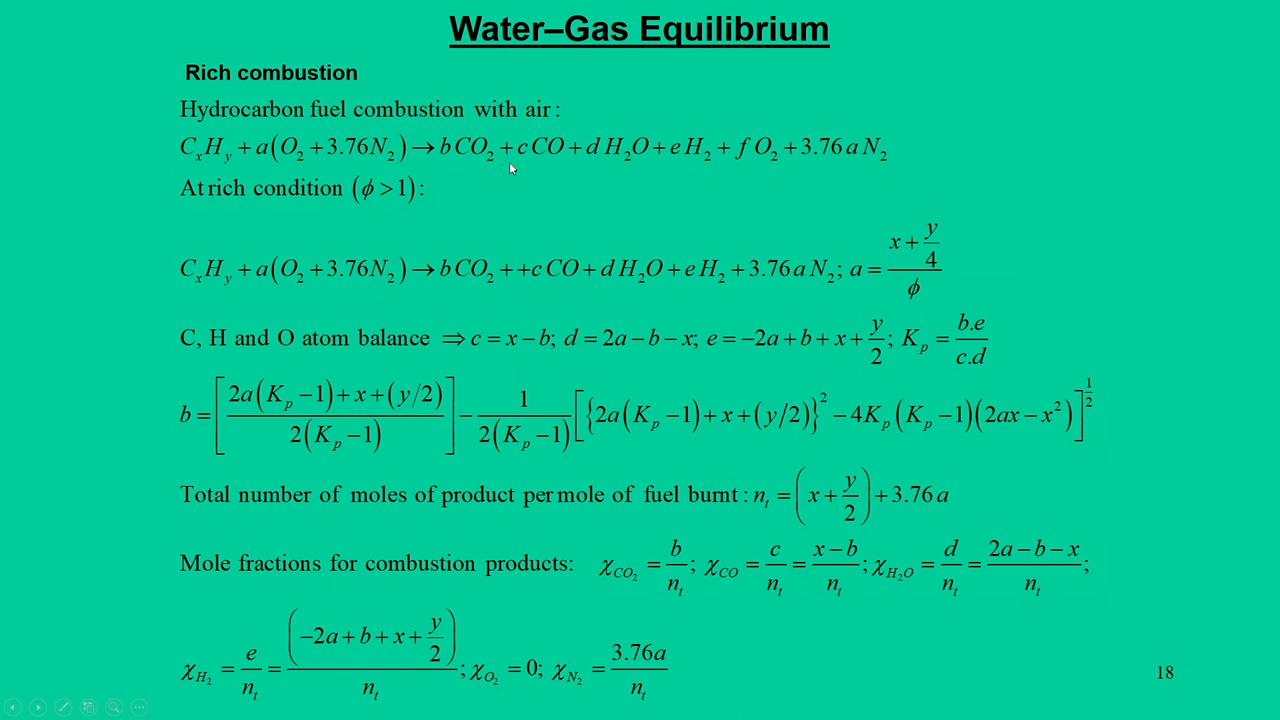 Water–Gas Equilibrium
Rich combustion
Hydrocarbon fuel combustion with air :
C_xH_y + a(O_2 + 3.76N_2) → bCO_2 + cCO + dH_2O + eH_2 + fO_2 + 3.76aN_2
At rich condition (ϕ > 1) :
C_xH_y + a(O_2 + 3.76N_2) → bCO_2 + +cCO + dH_2O + eH_2 + 3.76aN_2; a = (x + y/4)/ϕ
C, H and O atom balance ⇒ c = x − b; d = 2a − b − x; e = −2a + b + x + y/2; K_p = b.e/c.d
b = [(2a(K_p − 1) + x + (y/2))/(2(K_p − 1))] − 1/(2(K_p − 1)) [{2a(K_p − 1) + x + (y/2)}^2 − 4K_p(K_p − 1)(2ax − x^2)]^(1/2)
Total number of moles of product per mole of fuel burnt : n_t = (x + y/2) + 3.76a
Mole fractions for combustion products: χ_CO_2 = b/n_t; χ_CO = c/n_t = (x − b)/n_t; χ_H_2O = d/n_t = (2a − b − x)/n_t;
χ_H_2 = e/n_t = (−2a + b + x + y/2)/n_t; χ_O_2 = 0; χ_N_2 = 3.76a/n_t
18